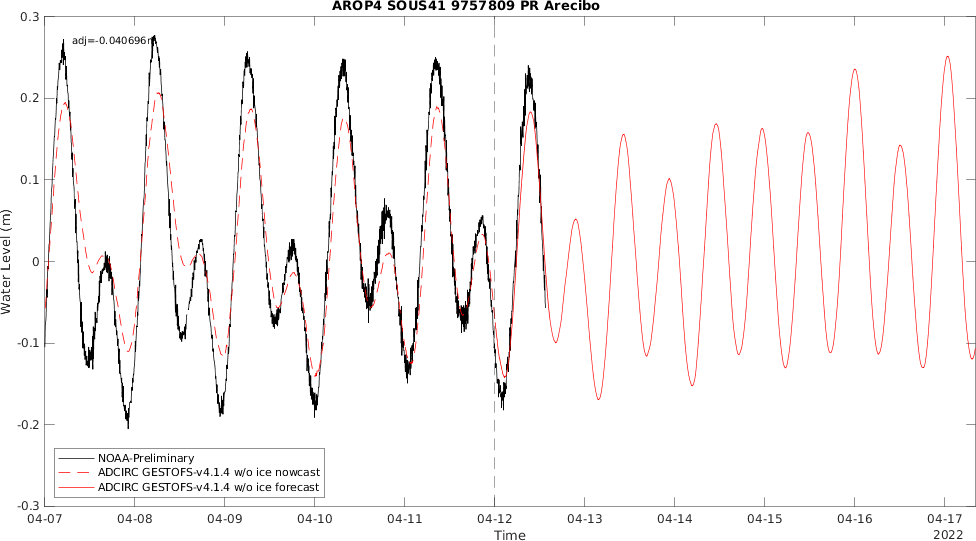 AROP4 SOUS41 9757809 PR Arecibo
adj=-0.040696m
0.3
0.2
0.1
0
-0.1
-0.2
-0.3
Water Level (m)
NOAA-Preliminary
ADCIRC GESTOFS-v4.1.4 w/o ice nowcast
ADCIRC GESTOFS-v4.1.4 w/o ice forecast
04-07 04-08 04-09 04-10 04-11 04-12 04-13 04-14 04-15 04-16 04-17
Time
2022